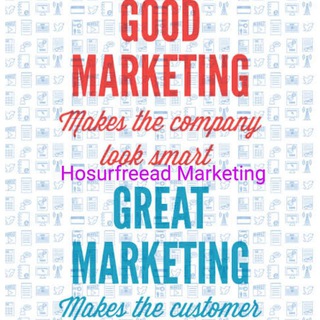 GOOD
MARKETING
Makes the company
look smart
Hosurfreead Marketing
GREAT
MARKETING
Makes the customer